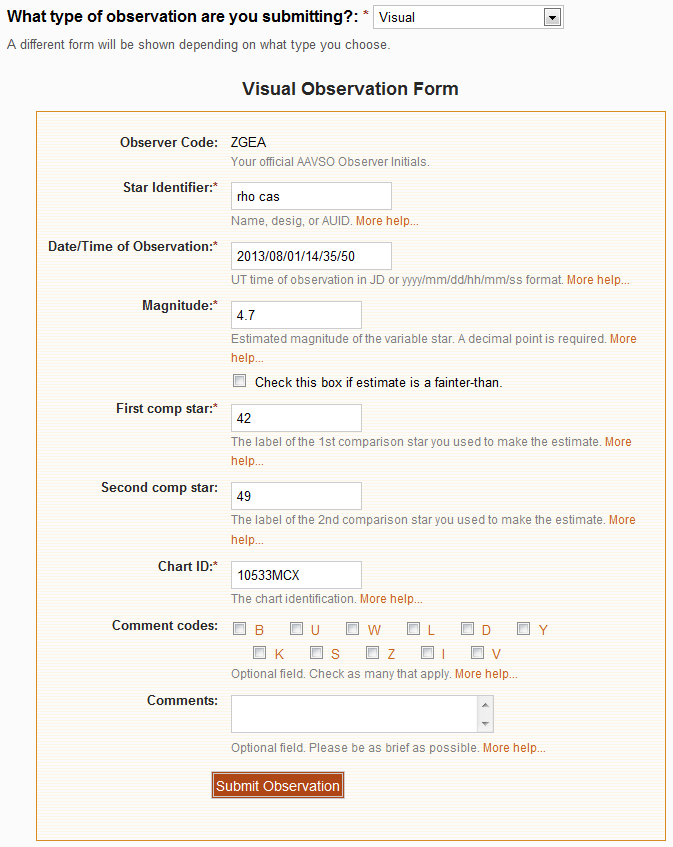 What type of observation are you submitting?: * Visual
A different form will be shown depending on what type you choose.
Visual Observation Form
Observer Code: ZGEA
Your official AAVSO Observer Initials.
Star Identifier:* rho cas
Name, desig, or AUID. More help...
Date/Time of Observation:* 2013/08/01/14/35/50
UT time of observation in JD or yyyy/mm/dd/hh/mm/ss format. More help...
Magnitude:* 4.7
Estimated magnitude of the variable star. A decimal point is required. More
help...
Check this box if estimate is a fainter-than.
First comp star:* 42
The label of the 1st comparison star you used to make the estimate. More
help...
Second comp star: 49
The label of the 2nd comparison star you used to make the estimate. More
help...
Chart ID:* 10533MCX
The chart identification. More help...
Comment codes: B U W L D Y
K S Z I V
Optional field. Check as many that apply. More help...
Comments:
Optional field. Please be as brief as possible. More help...
Submit Observation